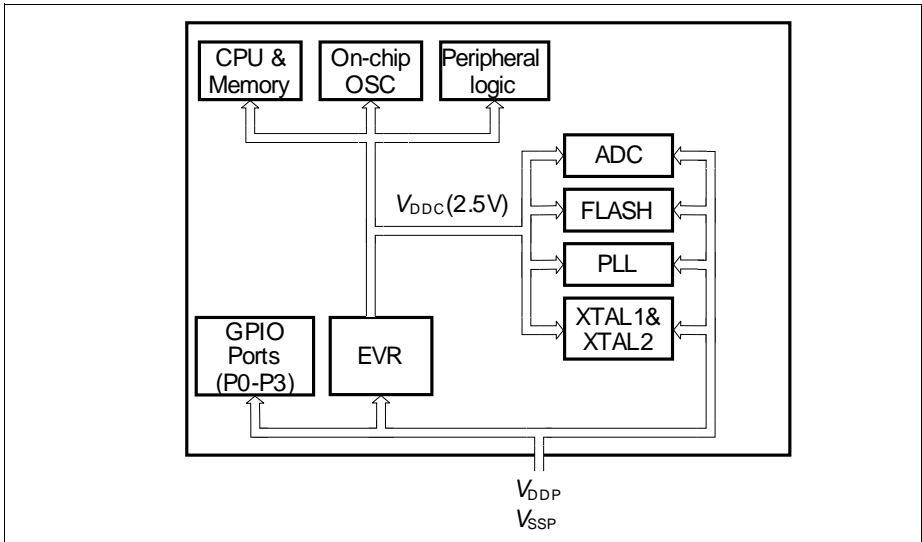 CPU &
Memory
On-chip
OSC
Peripheral
logic
ADC
VDDC(2.5V)
FLASH
PLL
XTAL1&
XTAL2
GPIO
Ports
(P0-P3)
EVR
VDDP
VSSP